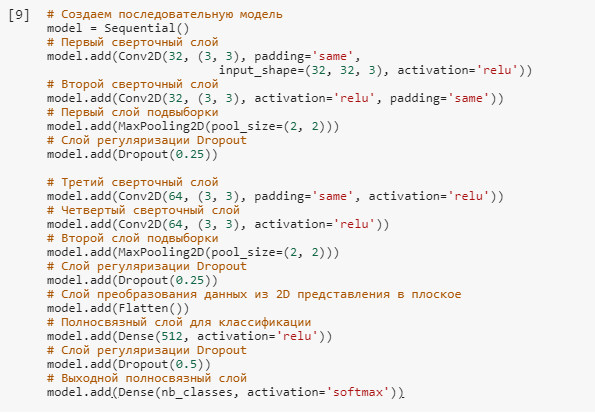 [9] # Создаем последовательную модель
model = Sequential()
# Первый сверточный слой
model.add(Conv2D(32, (3, 3), padding='same',
input_shape=(32, 32, 3), activation='relu'))
# Второй сверточный слой
model.add(Conv2D(32, (3, 3), activation='relu', padding='same'))
# Первый слой подвыборки
model.add(MaxPooling2D(pool_size=(2, 2)))
# Слой регуляризации Dropout
model.add(Dropout(0.25))
# Третий сверточный слой
model.add(Conv2D(64, (3, 3), padding='same', activation='relu'))
# Четвертый сверточный слой
model.add(Conv2D(64, (3, 3), activation='relu'))
# Второй слой подвыборки
model.add(MaxPooling2D(pool_size=(2, 2)))
# Слой регуляризации Dropout
model.add(Dropout(0.25))
# Слой преобразования данных из 2D представления в плоское
model.add(Flatten())
# Полносвязный слой для классификации
model.add(Dense(512, activation='relu'))
# Слой регуляризации Dropout
model.add(Dropout(0.5))
# Выходной полносвязный слой
model.add(Dense(nb_classes, activation='softmax'))